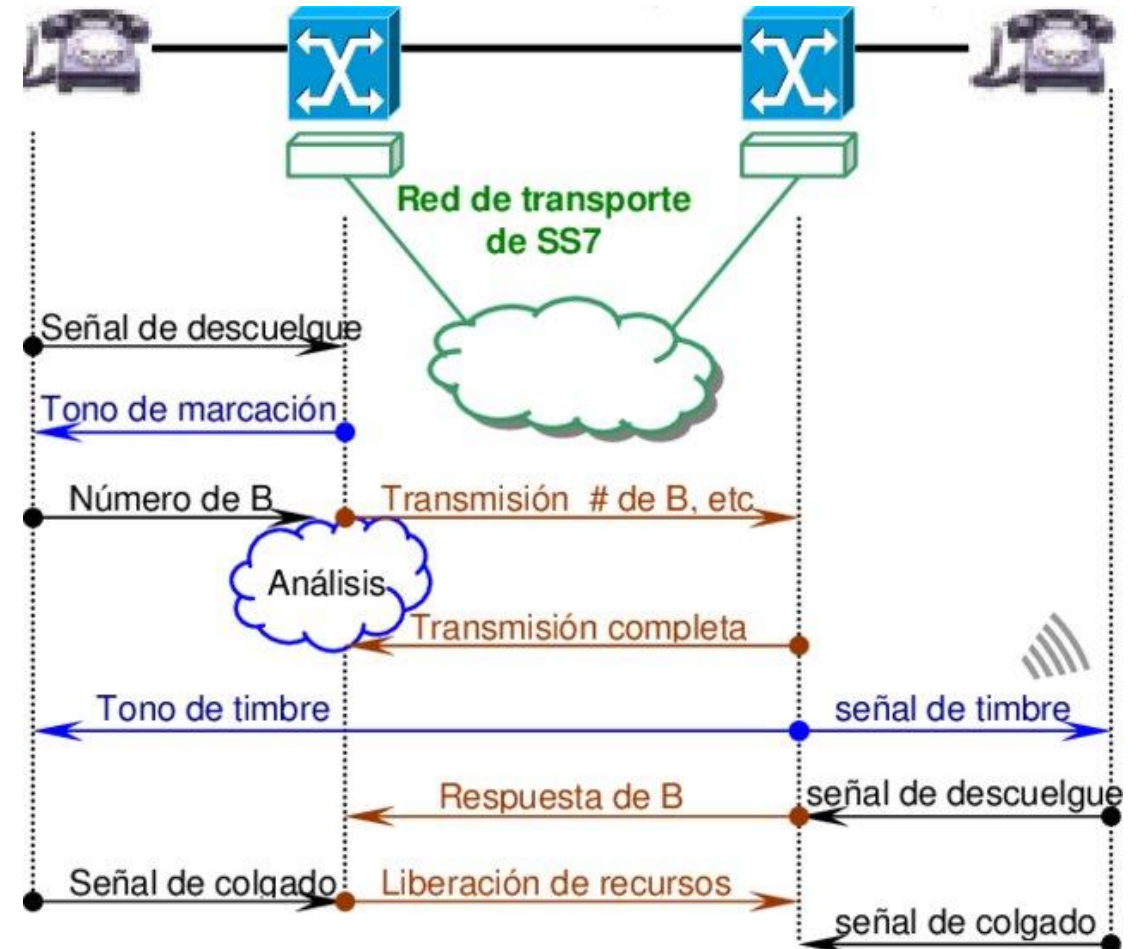 Red de transporte
de SS7
Señal de descuelgue
Tono de marcación
Número de B
Transmisión # de B, etc
Análisis
Transmisión completa
Tono de timbre
señal de timbre
Respuesta de B
señal de descuelgue
Señal de colgado
Liberación de recursos
señal de colgado